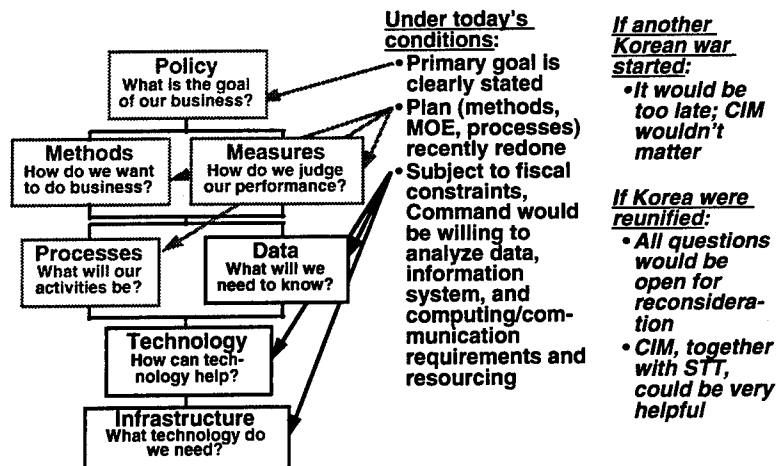 Policy
What is the goal
of our business?
Methods
How do we want
to do business?
Measures
How do we judge
our performance?
Processes
What will our
activities be?
Data
What will we
need to know?
Technology
How can tech-
nology help?
Infrastructure
What technology do
we need?
Under today's
conditions:
• Primary goal is
clearly stated
• Plan (methods,
MOE, processes)
recently redone
• Subject to fiscal
constraints,
Command would
be willing to
analyze data,
information
system, and
computing/com-
munication
requirements and
resourcing
If another
Korean war
started:
• It would be
too late; CIM
wouldn't
matter
If Korea were
reunified:
• All questions
would be
open for
reconsidera-
tion
• CIM, together
with STT,
could be very
helpful